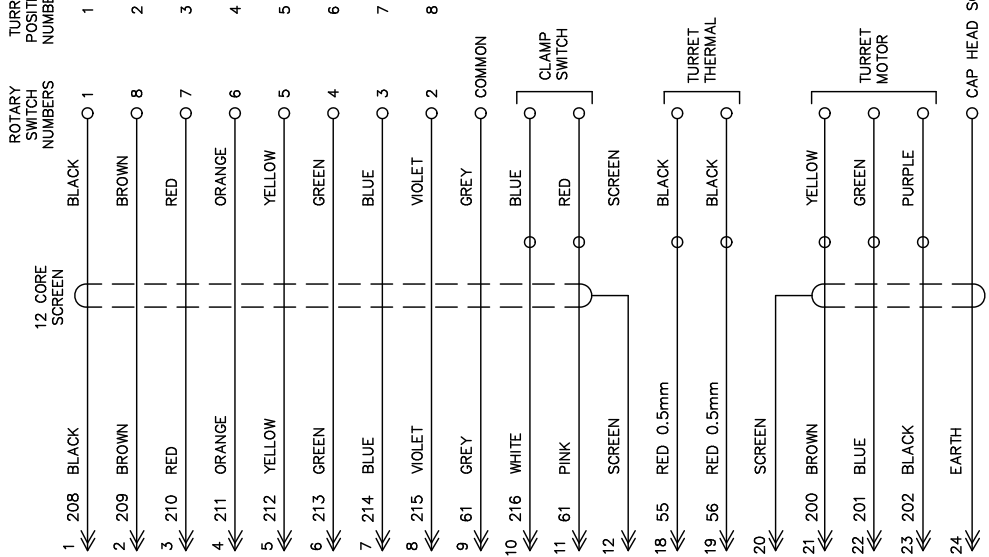 TURR
POSITI
NUMBE
1
2
3
4
5
6
7
8
ROTARY
SWITCH
NUMBERS
1
8
7
6
5
4
3
2
COMMON
CLAMP
SWITCH
TURRET
THERMAL
TURRET
MOTOR
CAP HEAD S
BLACK
BROWN
RED
ORANGE
YELLOW
GREEN
BLUE
VIOLET
GREY
BLUE
RED
SCREEN
BLACK
BLACK
YELLOW
GREEN
PURPLE
12 CORE
SCREEN
1 208 BLACK
2 209 BROWN
3 210 RED
4 211 ORANGE
5 212 YELLOW
6 213 GREEN
7 214 BLUE
8 215 VIOLET
9 61 GREY
10 216 WHITE
11 61 PINK
12 SCREEN
18 55 RED 0.5mm
19 56 RED 0.5mm
20 SCREEN
21 200 BROWN
22 201 BLUE
23 202 BLACK
24 EARTH